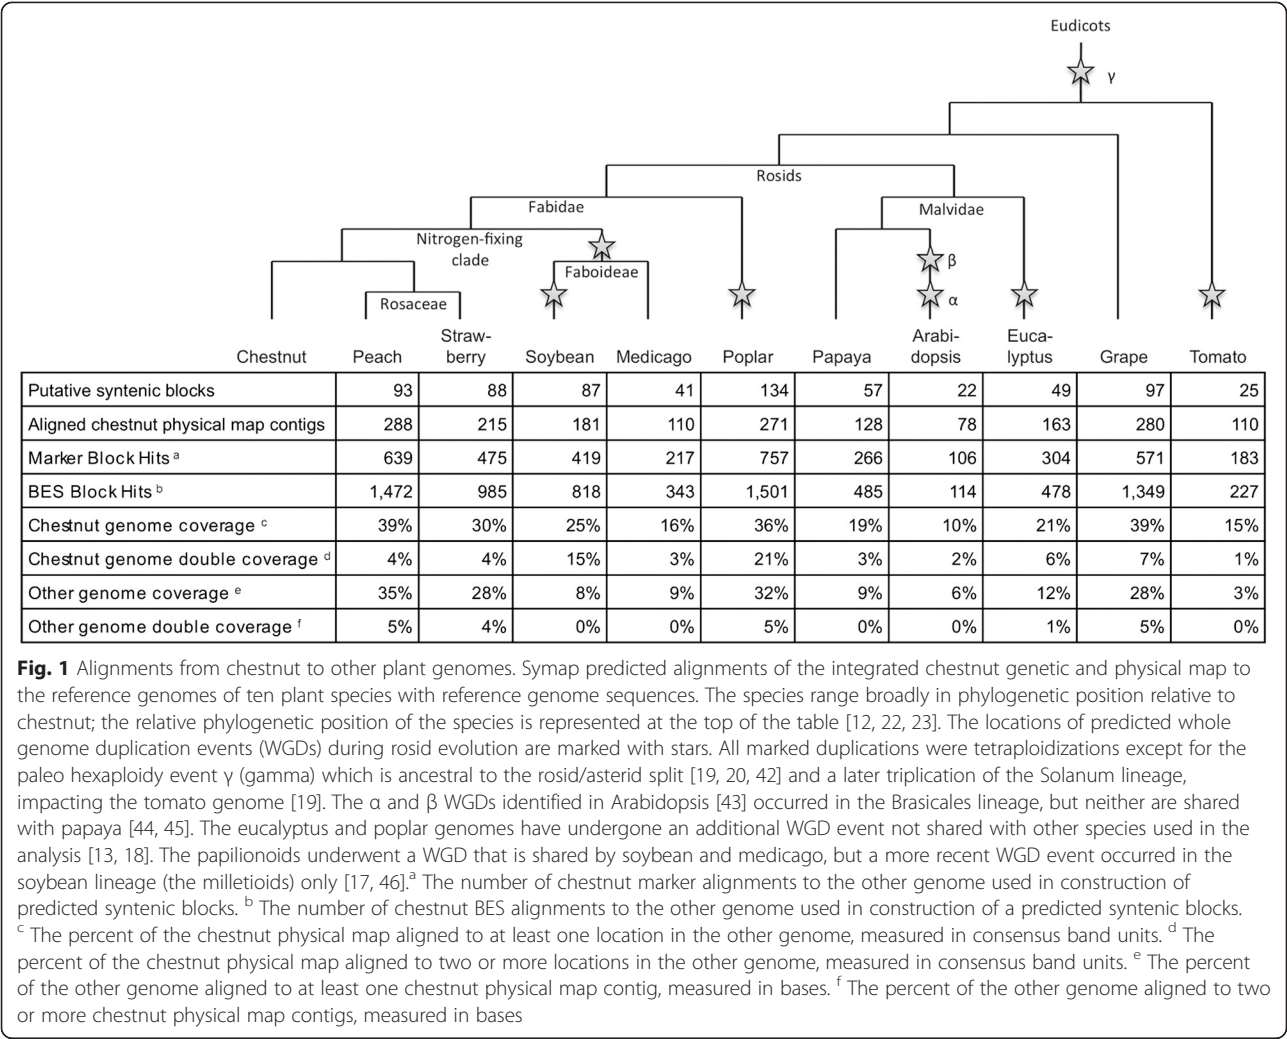 Eudicots
γ
Rosids
Fabidae
Malvidae
Nitrogen-fixing
clade
Faboideae
β
Rosaceae
α
Chestnut Peach Straw-
berry Soybean Medicago Poplar Papaya Arabi-
dopsis Euca-
lyptus Grape Tomato
Putative syntenic blocks 93 88 87 41 134 57 22 49 97 25
Aligned chestnut physical map contigs 288 215 181 110 271 128 78 163 280 110
Marker Block Hits a 639 475 419 217 757 266 106 304 571 183
BES Block Hits b 1,472 985 818 343 1,501 485 114 478 1,349 227
Chestnut genome coverage c 39% 30% 25% 16% 36% 19% 10% 21% 39% 15%
Chestnut genome double coverage d 4% 4% 15% 3% 21% 3% 2% 6% 7% 1%
Other genome coverage e 35% 28% 8% 9% 32% 9% 6% 12% 28% 3%
Other genome double coverage f 5% 4% 0% 0% 5% 0% 0% 1% 5% 0%
Fig. 1 Alignments from chestnut to other plant genomes. Symap predicted alignments of the integrated chestnut genetic and physical map to
the reference genomes of ten plant species with reference genome sequences. The species range broadly in phylogenetic position relative to
chestnut; the relative phylogenetic position of the species is represented at the top of the table [12, 22, 23]. The locations of predicted whole
genome duplication events (WGDs) during rosid evolution are marked with stars. All marked duplications were tetraploidizations except for the
paleo hexaploidy event γ (gamma) which is ancestral to the rosid/asterid split [19, 20, 42] and a later triplication of the Solanum lineage,
impacting the tomato genome [19]. The α and β WGDs identified in Arabidopsis [43] occurred in the Brasicales lineage, but neither are shared
with papaya [44, 45]. The eucalyptus and poplar genomes have undergone an additional WGD event not shared with other species used in the
analysis [13, 18]. The papilionoids underwent a WGD that is shared by soybean and medicago, but a more recent WGD event occurred in the
soybean lineage (the milletioids) only [17, 46].a The number of chestnut marker alignments to the other genome used in construction of
predicted syntenic blocks. b The number of chestnut BES alignments to the other genome used in construction of a predicted syntenic blocks.
c The percent of the chestnut physical map aligned to at least one location in the other genome, measured in consensus band units. d The
percent of the chestnut physical map aligned to two or more locations in the other genome, measured in consensus band units. e The percent
of the other genome aligned to at least one chestnut physical map contig, measured in bases. f The percent of the other genome aligned to two
or more chestnut physical map contigs, measured in bases